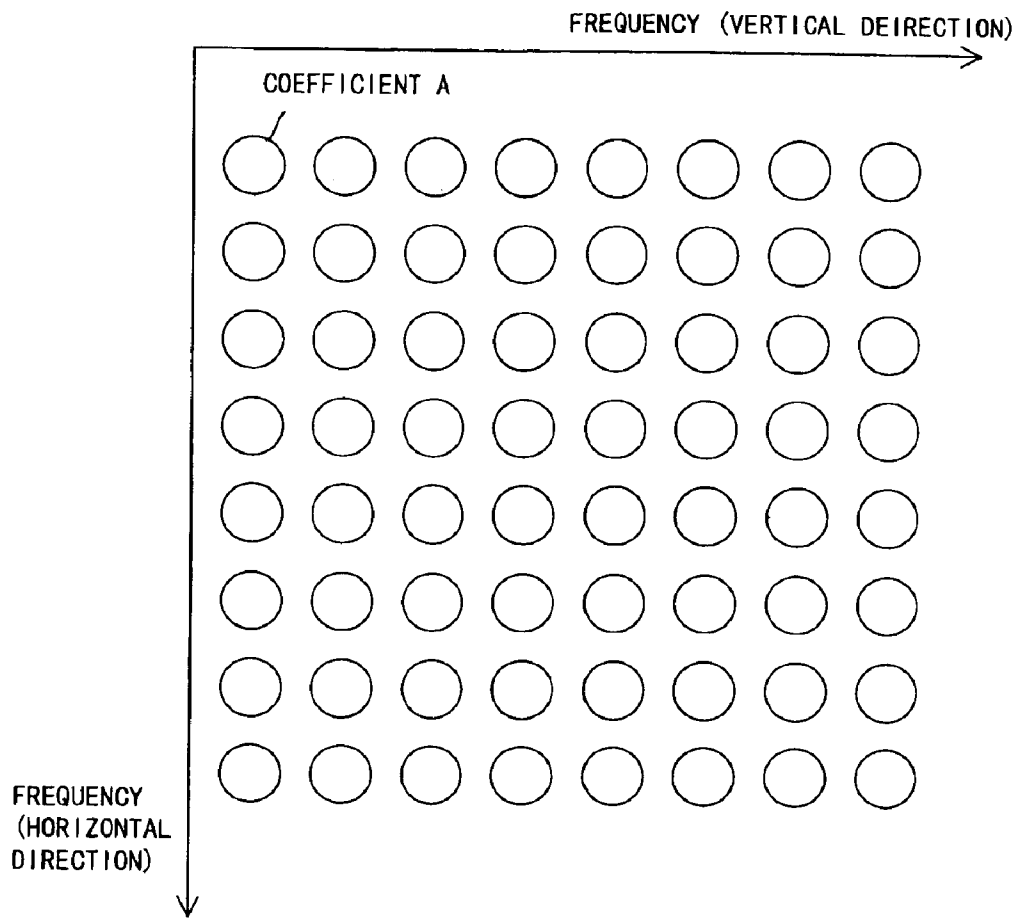 FREQUENCY (VERTICAL DEIRECTION)
COEFFICIENT A
FREQUENCY
(HORIZONTAL
DIRECTION)